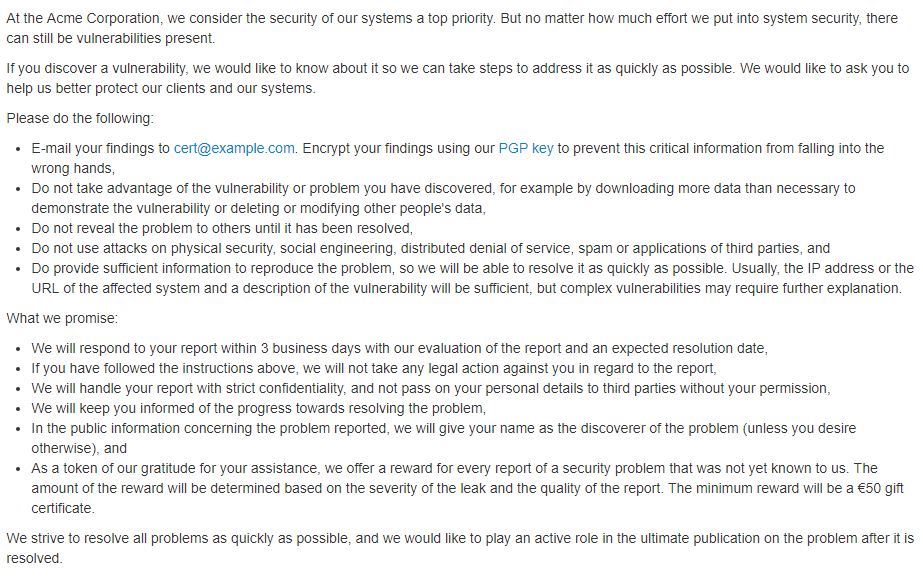 At the Acme Corporation, we consider the security of our systems a top priority. But no matter how much effort we put into system security, there
can still be vulnerabilities present.
If you discover a vulnerability, we would like to know about it so we can take steps to address it as quickly as possible. We would like to ask you to
help us better protect our clients and our systems.
Please do the following:
• E-mail your findings to cert@example.com. Encrypt your findings using our PGP key to prevent this critical information from falling into the
wrong hands,
• Do not take advantage of the vulnerability or problem you have discovered, for example by downloading more data than necessary to
demonstrate the vulnerability or deleting or modifying other people's data,
• Do not reveal the problem to others until it has been resolved,
• Do not use attacks on physical security, social engineering, distributed denial of service, spam or applications of third parties, and
• Do provide sufficient information to reproduce the problem, so we will be able to resolve it as quickly as possible. Usually, the IP address or the
URL of the affected system and a description of the vulnerability will be sufficient, but complex vulnerabilities may require further explanation.
What we promise:
• We will respond to your report within 3 business days with our evaluation of the report and an expected resolution date,
• If you have followed the instructions above, we will not take any legal action against you in regard to the report,
• We will handle your report with strict confidentiality, and not pass on your personal details to third parties without your permission,
• We will keep you informed of the progress towards resolving the problem,
• In the public information concerning the problem reported, we will give your name as the discoverer of the problem (unless you desire
otherwise), and
• As a token of our gratitude for your assistance, we offer a reward for every report of a security problem that was not yet known to us. The
amount of the reward will be determined based on the severity of the leak and the quality of the report. The minimum reward will be a €50 gift
certificate.
We strive to resolve all problems as quickly as possible, and we would like to play an active role in the ultimate publication on the problem after it is
resolved.